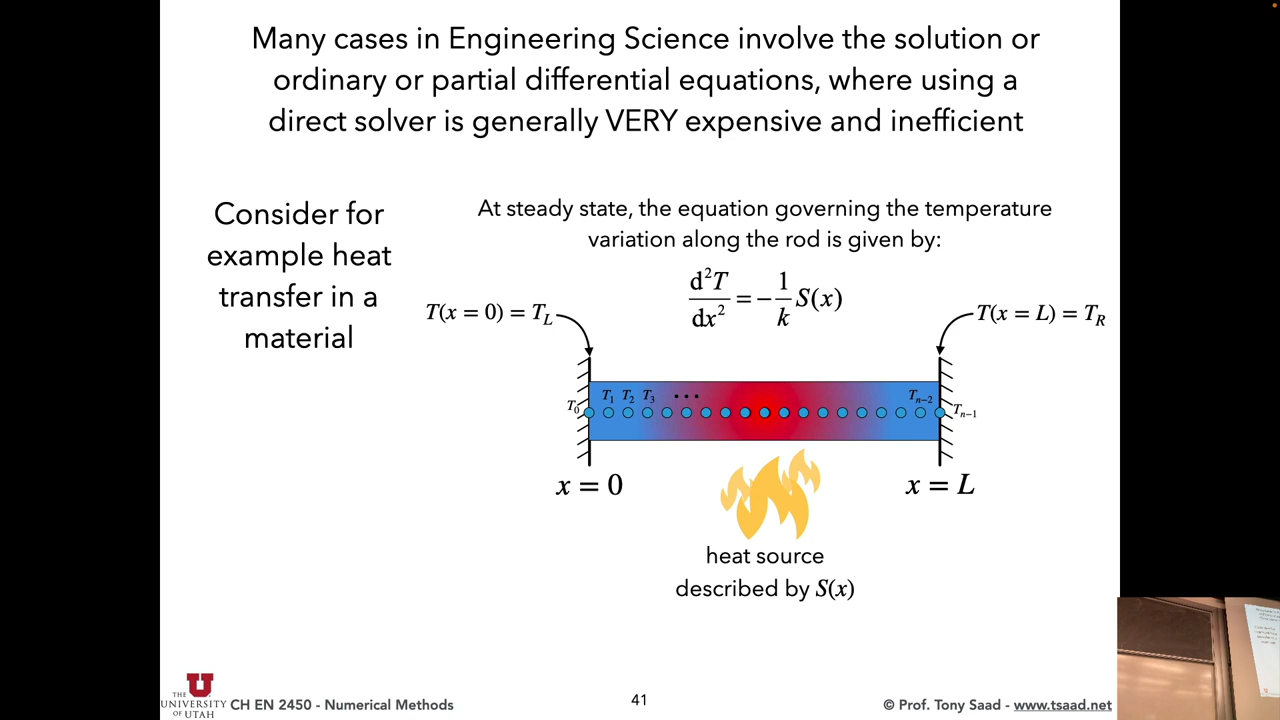 Many cases in Engineering Science involve the solution or
ordinary or partial differential equations, where using a
direct solver is generally VERY expensive and inefficient
Consider for
example heat
transfer in a
material
At steady state, the equation governing the temperature
variation along the rod is given by:
d²T/dx² = −1/k S(x)
T(x = 0) = T_L
T(x = L) = T_R
T₀ T₁ T₂ T₃ ··· T_{n−2} T_{n−1}
x = 0
x = L
heat source
described by S(x)
U
THE
UNIVERSITY
OF UTAH
CH EN 2450 - Numerical Methods
41
© Prof. Tony Saad - www.tsaad.net